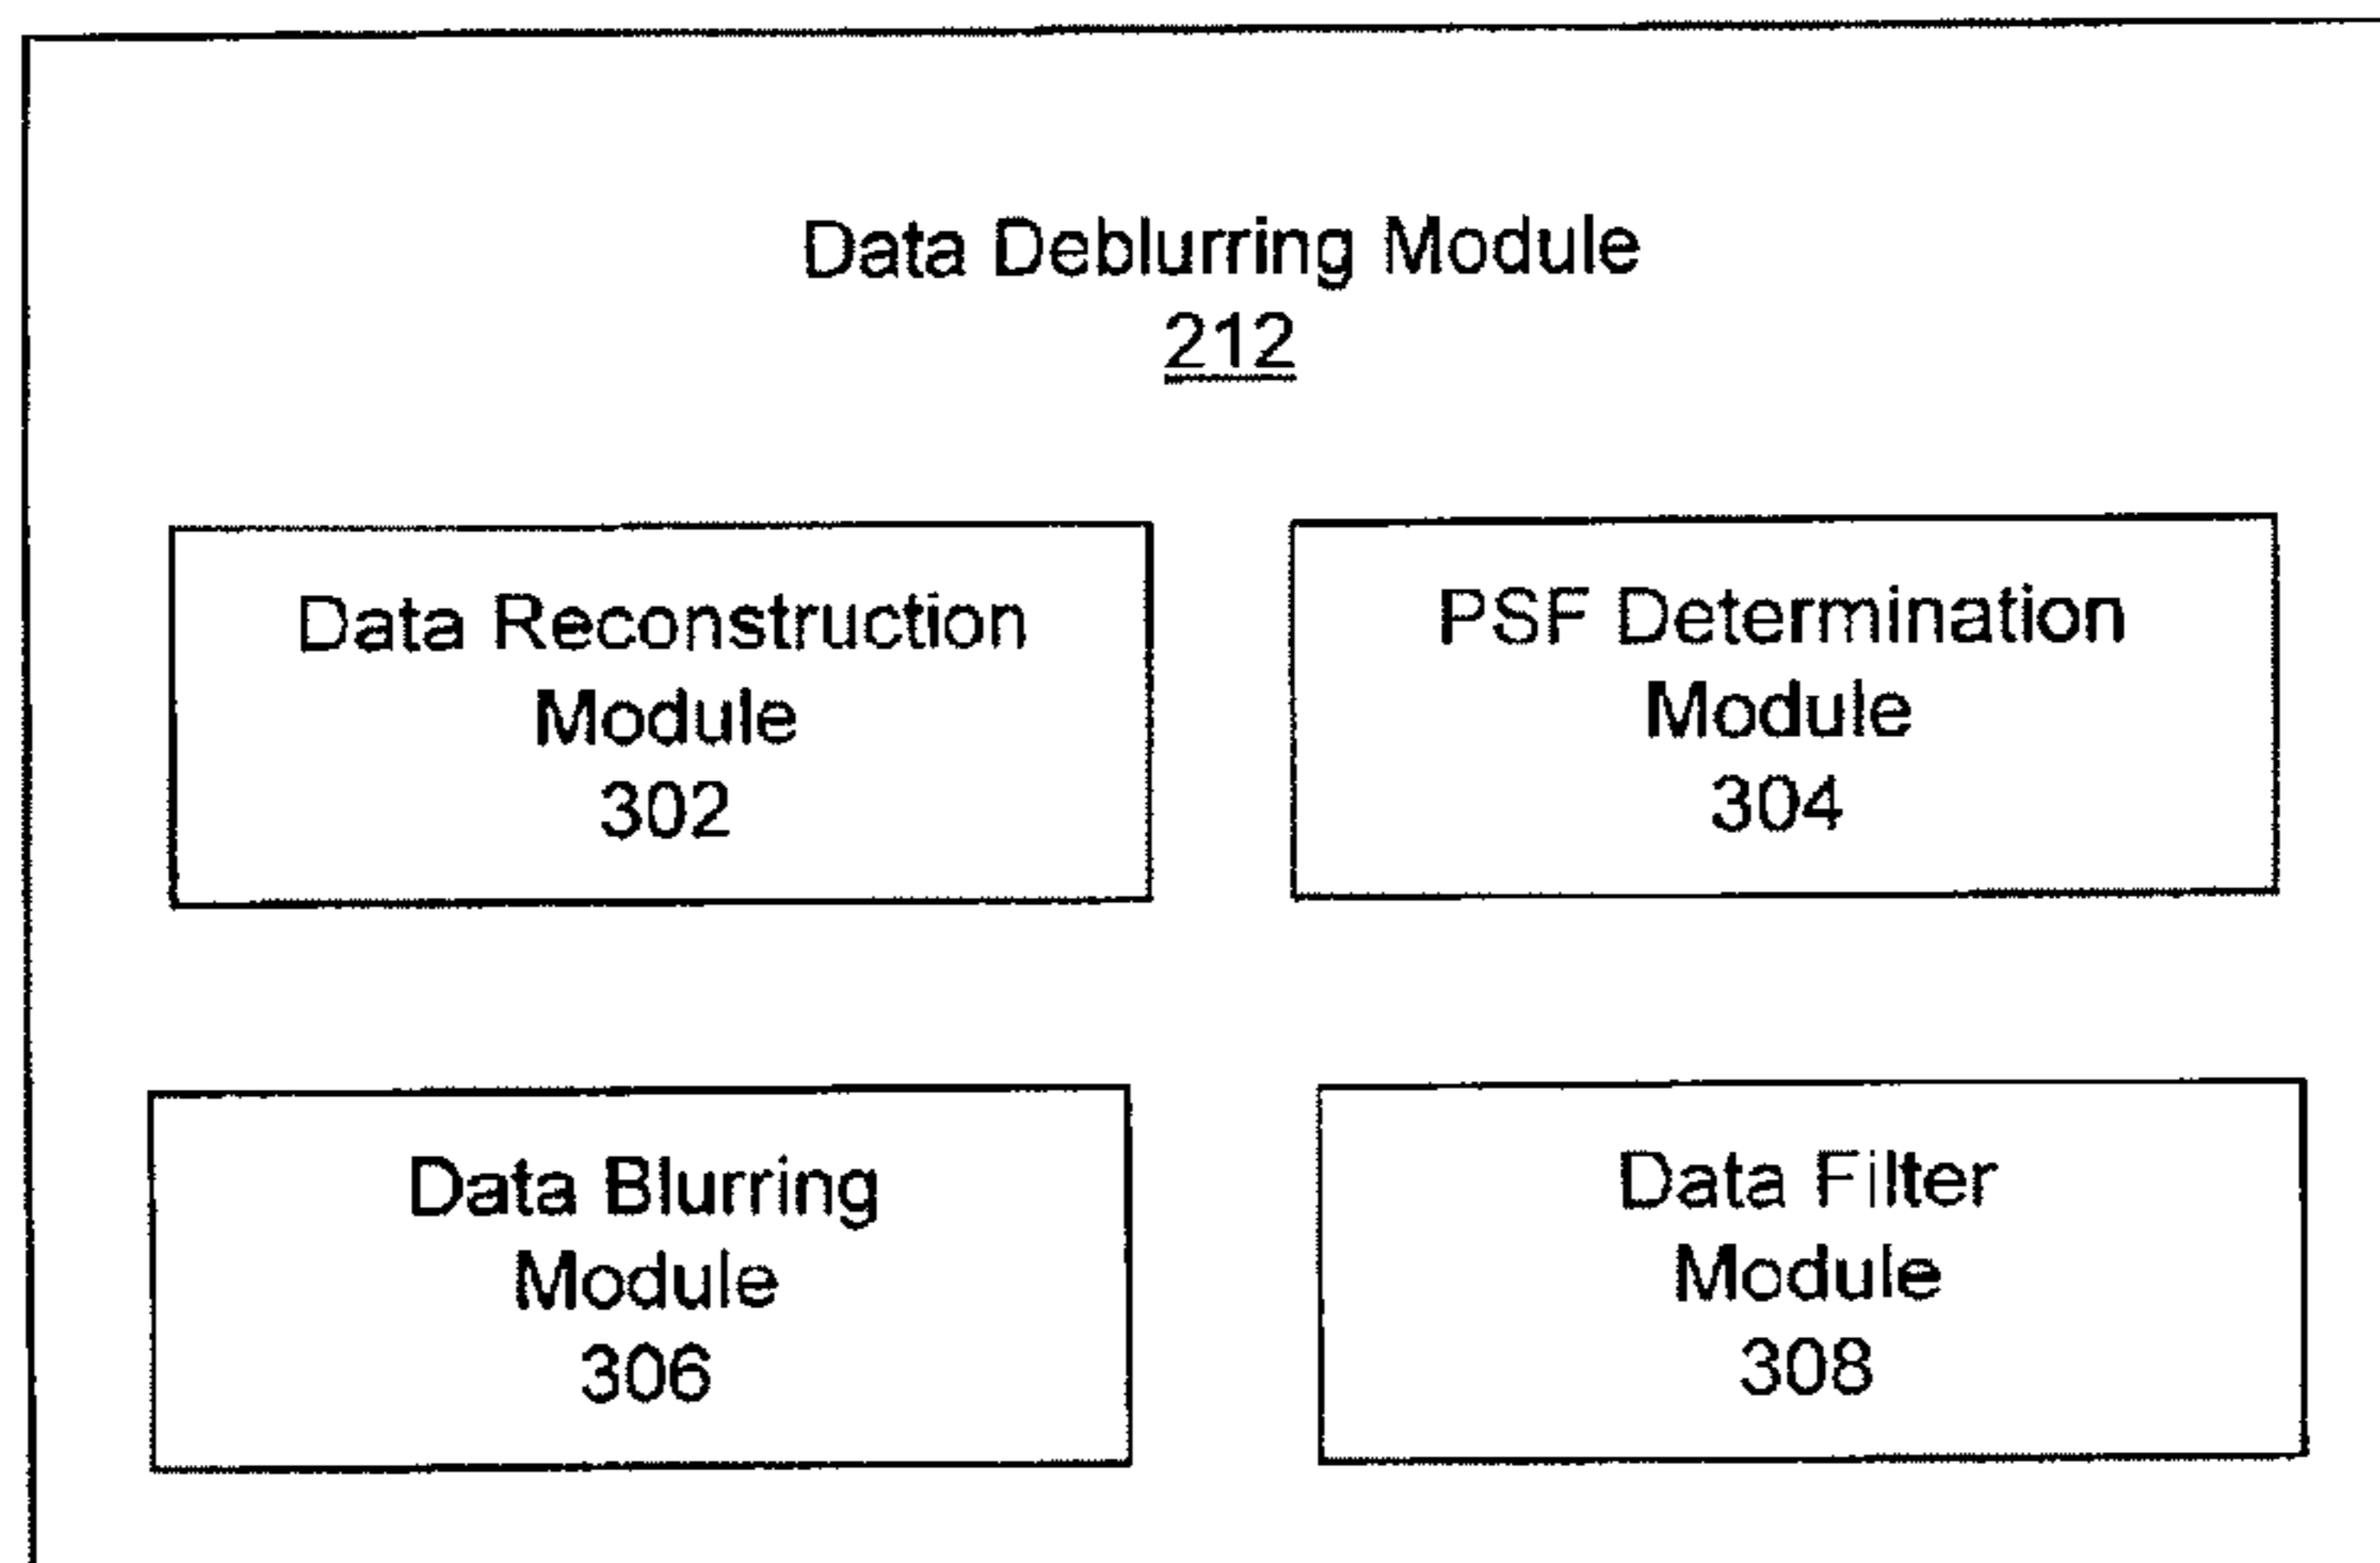 Data Deblurring Module
212
Data Reconstruction
Module
302
PSF Determination
Module
304
Data Blurring
Module
306
Data Filter
Module
308